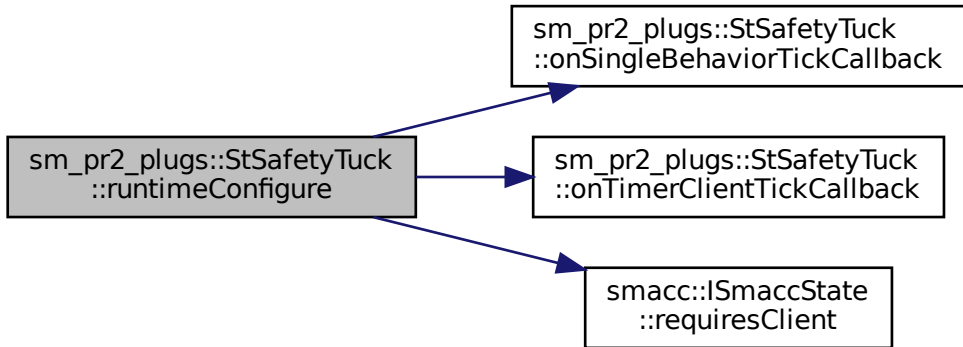 sm_pr2_plugs::StSafetyTuck
::onSingleBehaviorTickCallback
sm_pr2_plugs::StSafetyTuck
::runtimeConfigure
sm_pr2_plugs::StSafetyTuck
::onTimerClientTickCallback
smacc::ISmaccState
::requiresClient